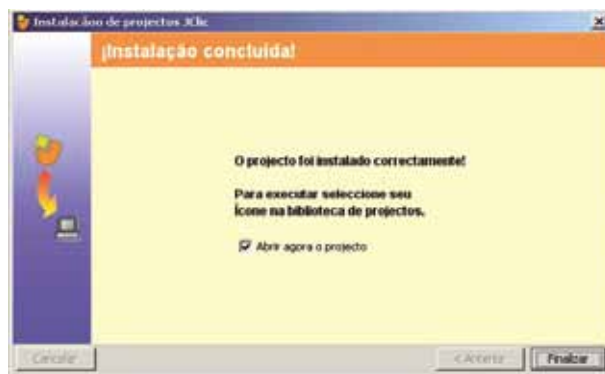 Instalacãoo de projectos JClic
¡Instalação concluida!
O projecto foi instalado correctamente!
Para executar seleccione seu
Ícone na biblioteca de projectos.
Abrir agora o projecto
Cancelar
< Anterior
Finalizar